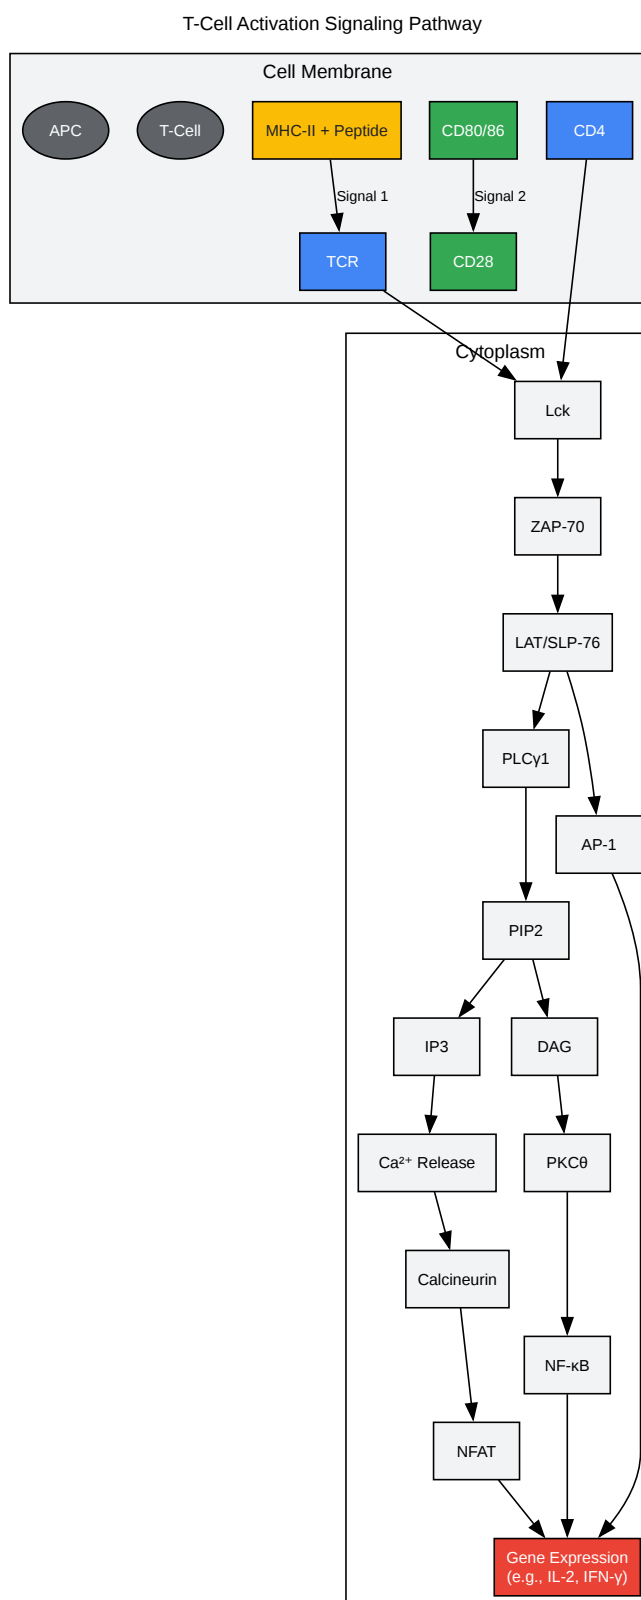 T-Cell Activation Signaling Pathway
Cell Membrane
APC
T-Cell
MHC-II + Peptide
CD80/86
CD4
Signal 1
Signal 2
TCR
CD28
Cytoplasm
Lck
ZAP-70
LAT/SLP-76
PLCγ1
AP-1
PIP2
IP3
DAG
Ca²⁺ Release
PKCθ
Calcineurin
NF-κB
NFAT
Gene Expression
(e.g., IL-2, IFN-γ)